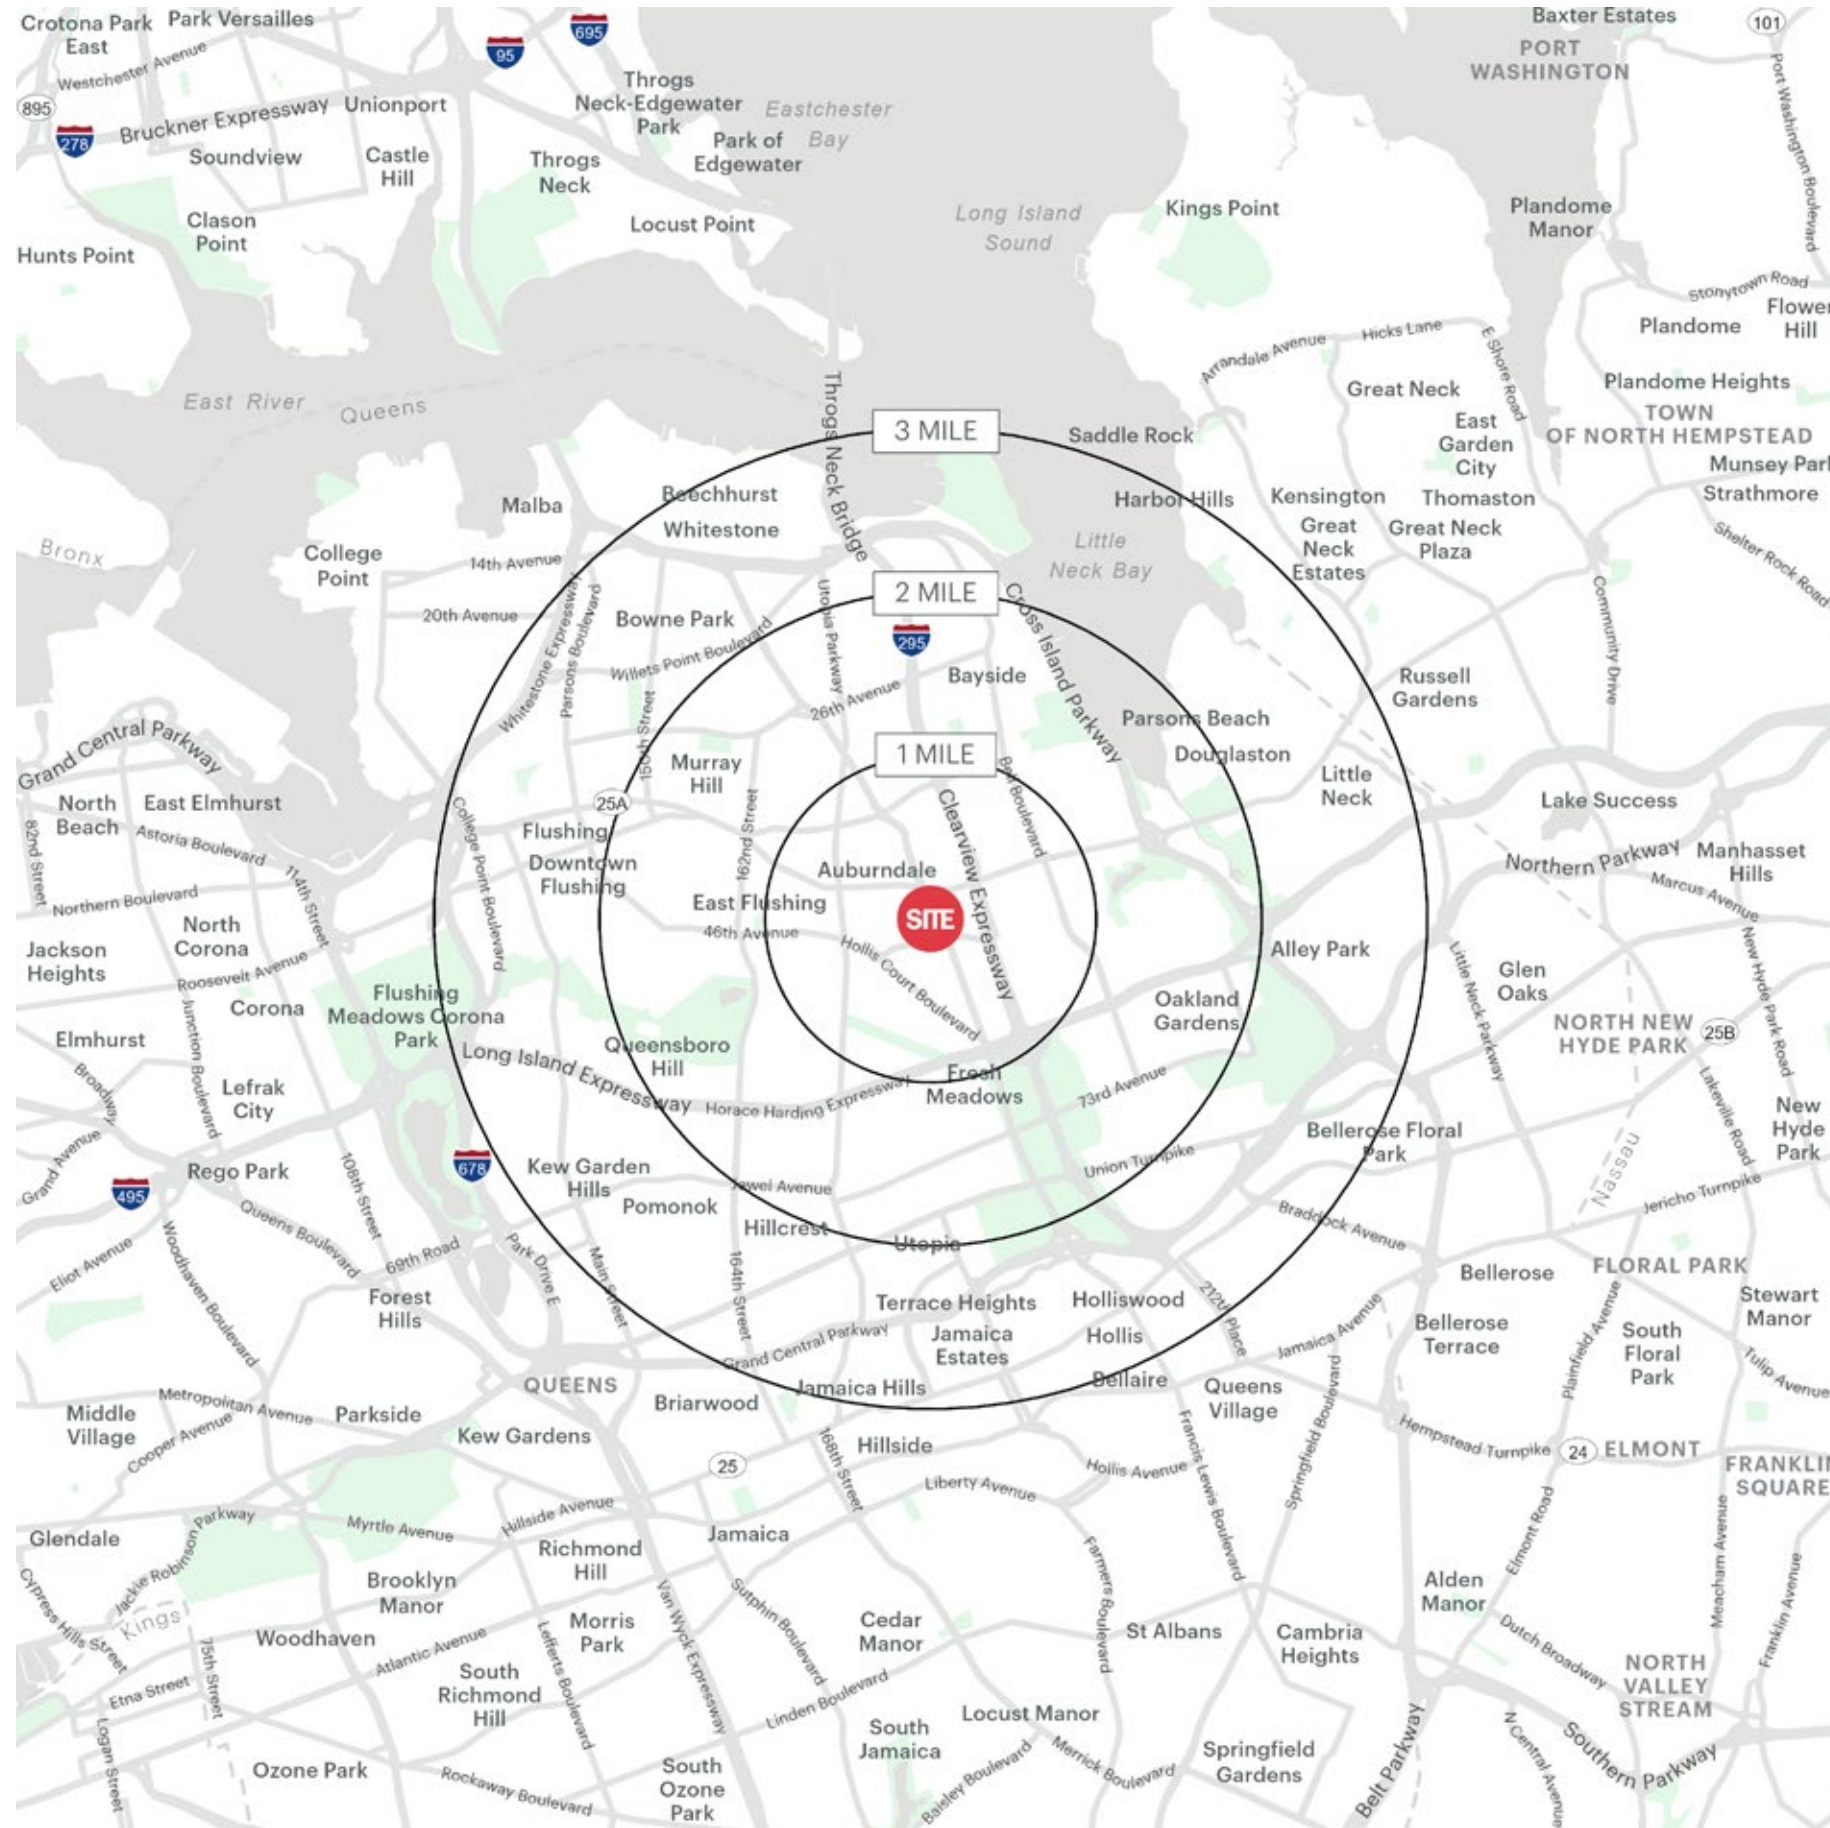 Crotona Park
East
Park Versailles
95
695
Baxter Estates
101
PORT
WASHINGTON
Westchester Avenue
895
278
Bruckner Expressway
Unionport
Throgs
Neck-Edgewater
Park
Eastchester
Bay
Port Washington Boulevard
Soundview
Castle
Hill
Throgs
Neck
Park of
Edgewater
Clason
Point
Locust Point
Long Island
Sound
Kings Point
Plandome
Manor
Hunts Point
Stonytown Road
Flower
Hill
Plandome
Arrandale Avenue
Hicks Lane
E Shore Road
East River
Queens
Throgs Neck Bridge
Great Neck
Plandome Heights
TOWN
OF NORTH HEMPSTEAD
3 MILE
Saddle Rock
East
Garden
City
Munsey Parl
Strathmore
Malba
Beechhurst
Whitestone
Harbor Hills
Kensington
Thomaston
Great
Neck
Estates
Great Neck
Plaza
Bronx
College
Point
14th Avenue
Little
Neck Bay
Shelter Rock Road
20th Avenue
Whitestone Expressway
Parsons Boulevard
Bowne Park
Willets Point Boulevard
Utopia Parkway
2 MILE
295
Cross Island Parkway
Community Drive
Bayside
26th Avenue
Russell
Gardens
150th Street
Parsons Beach
Douglaston
Grand Central Parkway
Murray
Hill
1 MILE
Bell Boulevard
Little
Neck
North
Beach
East Elmhurst
25A
162nd Street
Clearview Expressway
Lake Success
82nd Street
Astoria Boulevard
114th Street
College Point Boulevard
Flushing
Downtown
Flushing
Auburndale
Northern Parkway
Manhasset
Hills
Marcus Avenue
Northern Boulevard
East Flushing
46th Avenue
SITE
North
Corona
Jackson
Heights
Roosevelt Avenue
Hollis Court Boulevard
Alley Park
Little Neck Parkway
Glen
Oaks
New Hyde Park Road
Corona
Junction Boulevard
Flushing
Meadows Corona
Park
Oakland
Gardens
NORTH NEW
HYDE PARK
25B
Elmhurst
Broadway
Long Island Expressway
Queensboro
Hill
Fresh
Meadows
Horace Harding Expressway
73rd Avenue
Lakeville Road
Lefrak
City
New
Hyde
Park
Grand Avenue
495
Rego Park
108th Street
678
Kew Garden
Hills
Pomonok
Jewel Avenue
Union Turnpike
Bellerose Floral
Park
Nassau
Jericho Turnpike
Queens Boulevard
Hillcrest
Utopia
Braddock Avenue
Eliot Avenue
Woodhaven Boulevard
69th Road
Park Drive E
Main Street
164th Street
Bellerose
FLORAL PARK
Forest
Hills
Terrace Heights
Holliswood
212th Place
Jamaica Avenue
Stewart
Manor
Grand Central Parkway
Jamaica
Estates
Hollis
Bellerose
Terrace
Plainfield Avenue
South
Floral
Park
Tulip Avenue
QUEENS
Jamaica Hills
Bellaire
Queens
Village
Briarwood
Metropolitan Avenue
Middle
Village
Cooper Avenue
Parkside
Kew Gardens
25
168th Street
Hillside
Hollis Avenue
Francis Lewis Boulevard
Springfield Boulevard
Hempstead Turnpike
24
ELMONT
FRANKLIN
SQUARE
Liberty Avenue
Glendale
Jackie Robinson Parkway
Myrtle Avenue
Hillside Avenue
Jamaica
Richmond
Hill
Farmers Boulevard
Elmont Road
Meacham Avenue
Franklin Avenue
Cypress Hills Street
Kings
Brooklyn
Manor
Van Wyck Expressway
Sutphin Boulevard
Alden
Manor
Woodhaven
75th Street
Atlantic Avenue
Lefferts Boulevard
Morris
Park
Cedar
Manor
St Albans
Cambria
Heights
Dutch Broadway
Etna Street
South
Richmond
Hill
Linden Boulevard
Locust Manor
NORTH
VALLEY
STREAM
Logan Street
South
Jamaica
Merrick Boulevard
Springfield
Gardens
Belt Parkway
N Central Avenue
Southern Parkway
Ozone Park
Rockaway Boulevard
South
Ozone
Park
Baisley Boulevard